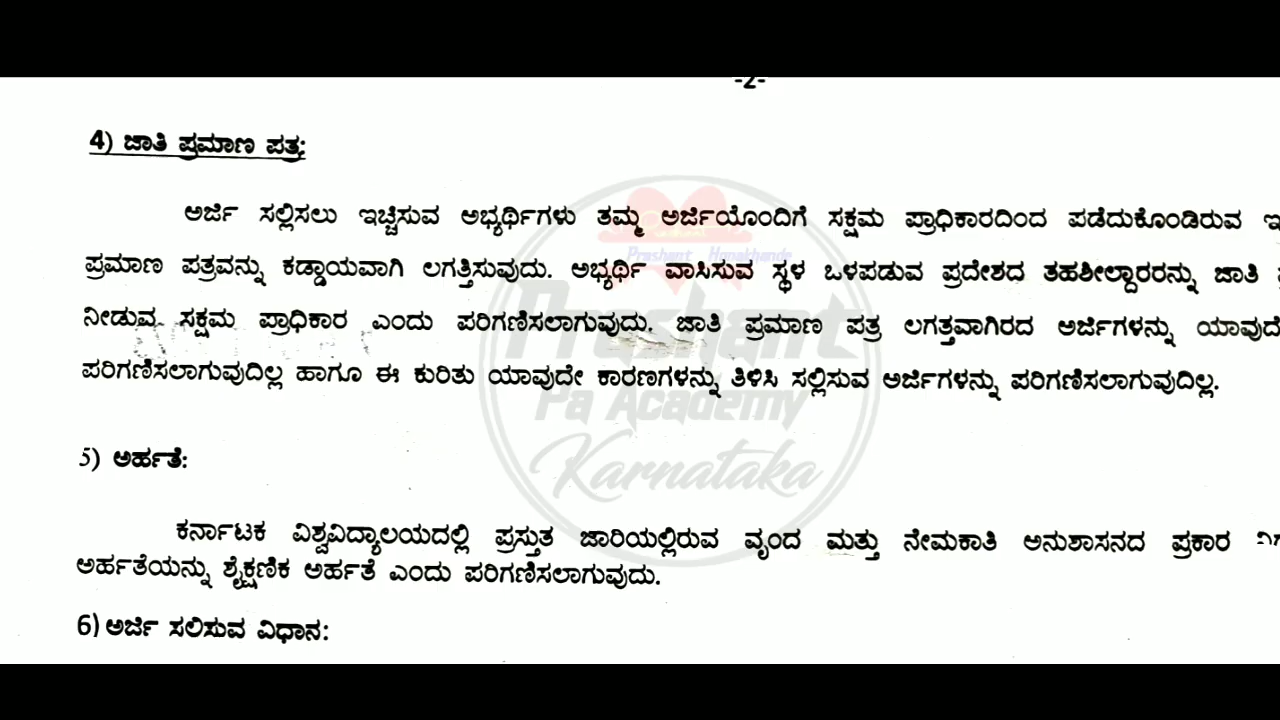 -2-
4) ಜಾತಿ ಪ್ರಮಾಣ ಪತ್ರ:
ಅರ್ಜಿ ಸಲ್ಲಿಸಲು ಇಚ್ಚಿಸುವ ಅಭ್ಯರ್ಥಿಗಳು ತಮ್ಮ ಅರ್ಜಿಯೊಂದಿಗೆ ಸಕ್ಷಮ ಪ್ರಾಧಿಕಾರದಿಂದ ಪಡೆದುಕೊಂಡಿರುವ
ಪ್ರಮಾಣ ಪತ್ರವನ್ನು ಕಡ್ಡಾಯವಾಗಿ ಲಗತ್ತಿಸುವುದು. ಅಭ್ಯರ್ಥಿ ವಾಸಿಸುವ ಸ್ಥಳ ಒಳಪಡುವ ಪ್ರದೇಶದ ತಹಶೀಲ್ದಾರರನ್ನು ಜಾತಿ
ನೀಡುವ ಸಕ್ಷಮ ಪ್ರಾಧಿಕಾರ ಎಂದು ಪರಿಗಣಿಸಲಾಗುವುದು. ಜಾತಿ ಪ್ರಮಾಣ ಪತ್ರ ಲಗತ್ತವಾಗಿರದ ಅರ್ಜಿಗಳನ್ನು ಯಾವುದೇ
ಪರಿಗಣಿಸಲಾಗುವುದಿಲ್ಲ ಹಾಗೂ ಈ ಕುರಿತು ಯಾವುದೇ ಕಾರಣಗಳನ್ನು ತಿಳಿಸಿ ಸಲ್ಲಿಸುವ ಅರ್ಜಿಗಳನ್ನು ಪರಿಗಣಿಸಲಾಗುವುದಿಲ್ಲ.
Prashant
Prashant
Pa Academy
Karnataka
5) ಅರ್ಹತೆ:
ಕರ್ನಾಟಕ ವಿಶ್ವವಿದ್ಯಾಲಯದಲ್ಲಿ ಪ್ರಸ್ತುತ ಜಾರಿಯಲ್ಲಿರುವ ವೃಂದ ಮತ್ತು ನೇಮಕಾತಿ ಅನುಶಾಸನದ ಪ್ರಕಾರ
ಅರ್ಹತೆಯನ್ನು ಶೈಕ್ಷಣಿಕ ಅರ್ಹತೆ ಎಂದು ಪರಿಗಣಿಸಲಾಗುವುದು.
6) ಅರ್ಜಿ ಸಲಿಸುವ ವಿಧಾನ: